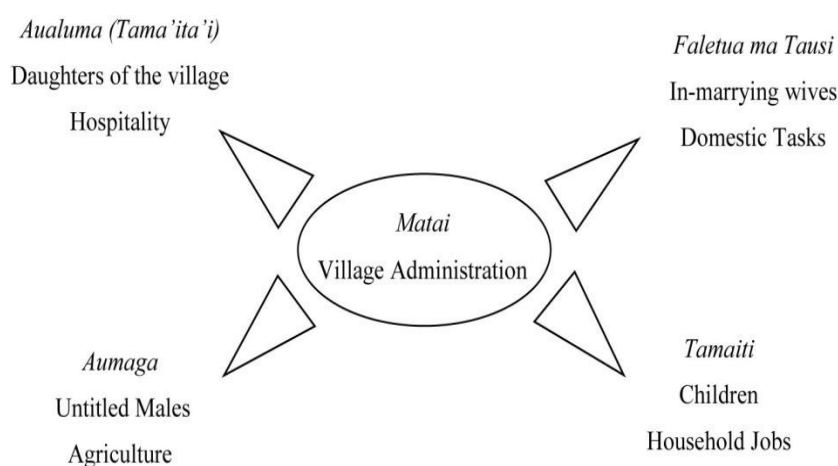 Aualuma (Tama’ita’i)
Daughters of the village
Hospitality
Faletua ma Tausi
In-marrying wives
Domestic Tasks
Matai
Village Administration
Aumaga
Untitled Males
Agriculture
Tamaiti
Children
Household Jobs